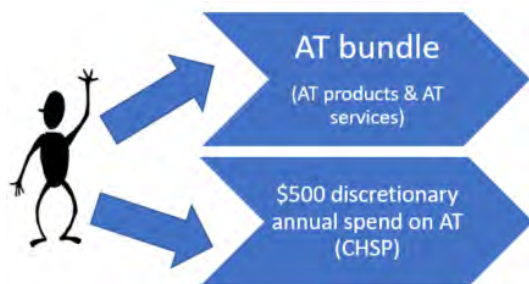 AT bundle
(AT products & AT
services)
$500 discretionary
annual spend on AT
(CHSP)